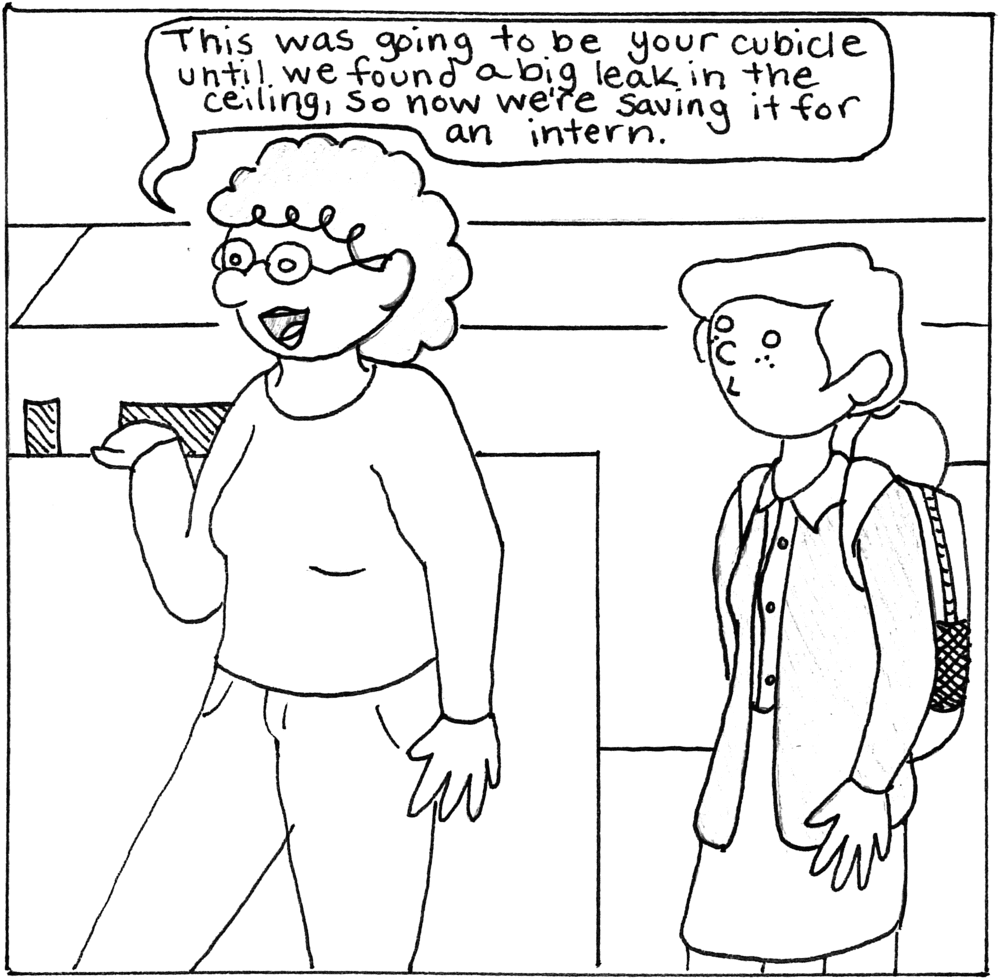 This was going to be your cubicle
until we found a big leak in the
ceiling, so now we're saving it for
an intern.